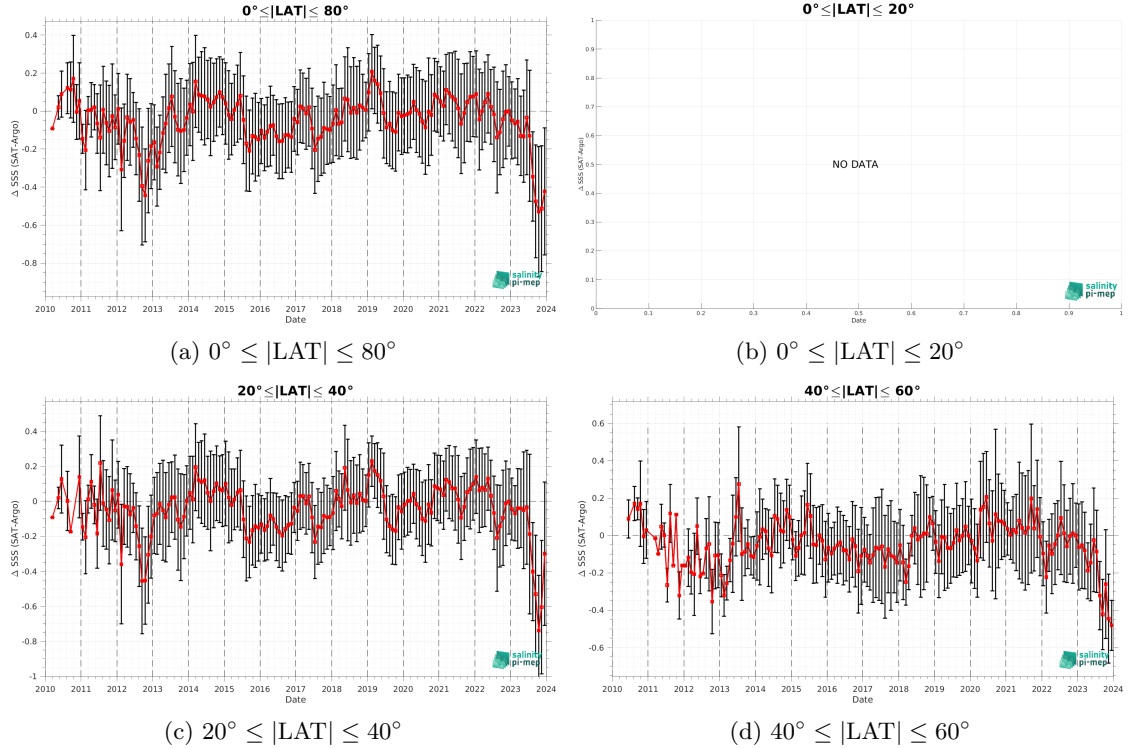 0°≤|LAT|≤ 80°
0.4
0.2
0
-0.2
-0.4
-0.6
-0.8
Δ SSS (SAT-Argo)
2010 2011 2012 2013 2014 2015 2016 2017 2018 2019 2020 2021 2022 2023 2024
Date
salinity
pi-mep
(a) 0° ≤ |LAT| ≤ 80°
0°≤|LAT|≤ 20°
1
0.9
0.8
0.7
0.6
0.5
0.4
0.3
0.2
0.1
0
Δ SSS (SAT-Argo)
NO DATA
0 0.1 0.2 0.3 0.4 0.5 0.6 0.7 0.8 0.9 1
Date
salinity
pi-mep
(b) 0° ≤ |LAT| ≤ 20°
20°≤|LAT|≤ 40°
0.4
0.2
0
-0.2
-0.4
-0.6
-0.8
-1
Δ SSS (SAT-Argo)
2010 2011 2012 2013 2014 2015 2016 2017 2018 2019 2020 2021 2022 2023 2024
Date
salinity
pi-mep
(c) 20° ≤ |LAT| ≤ 40°
40°≤|LAT|≤ 60°
0.6
0.4
0.2
0
-0.2
-0.4
-0.6
Δ SSS (SAT-Argo)
2010 2011 2012 2013 2014 2015 2016 2017 2018 2019 2020 2021 2022 2023 2024
Date
salinity
pi-mep
(d) 40° ≤ |LAT| ≤ 60°